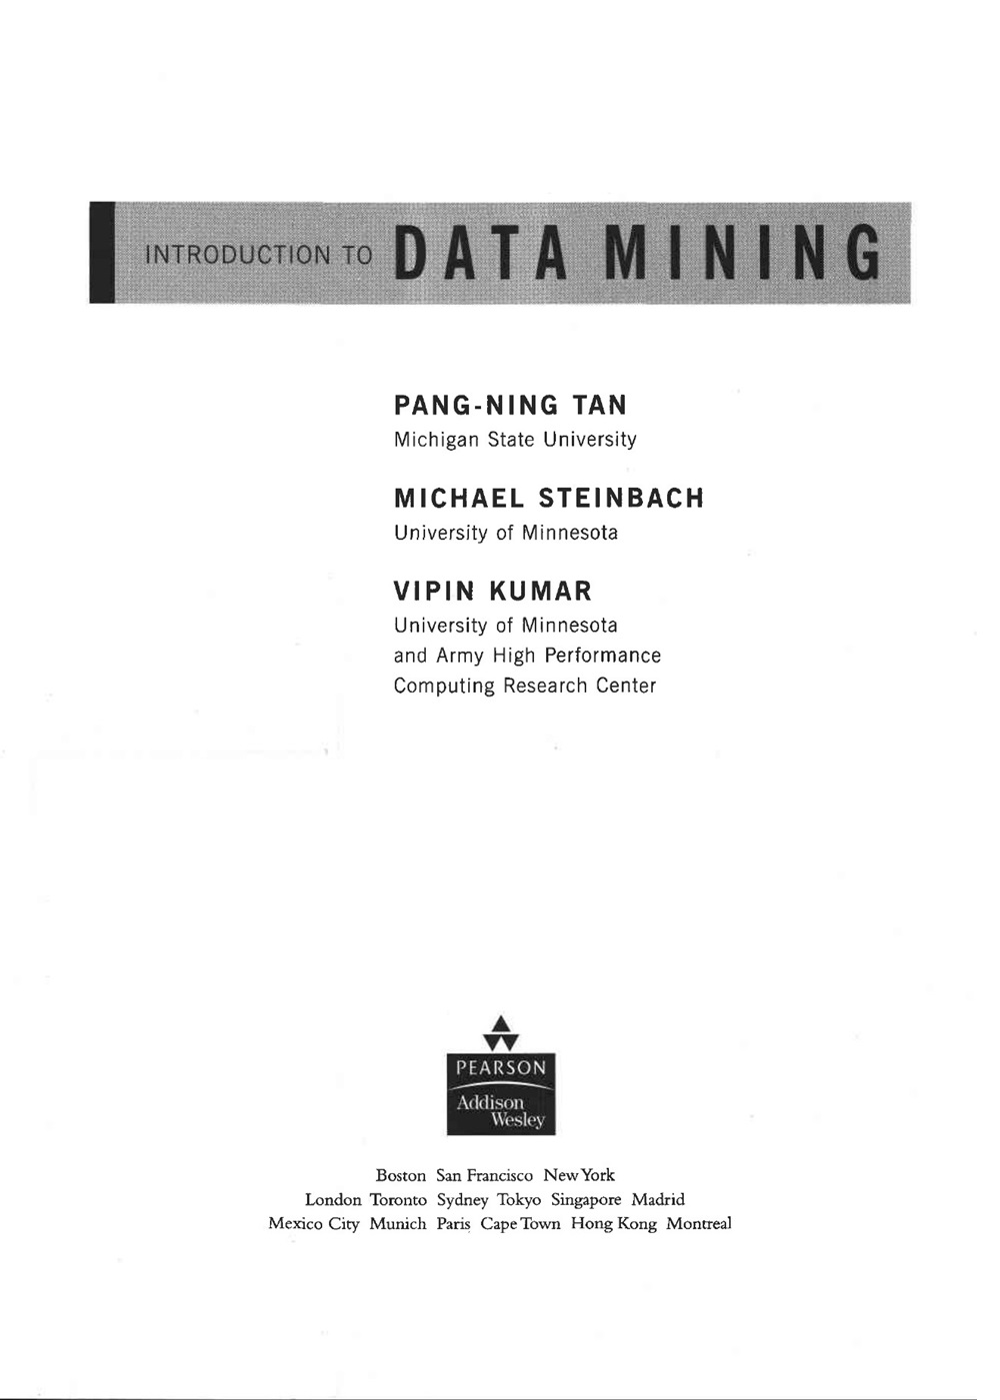 INTRODUCTION TO DATA MINING
PANG-NING TAN
Michigan State University
MICHAEL STEINBACH
University of Minnesota
VIPIN KUMAR
University of Minnesota
and Army High Performance
Computing Research Center
PEARSON
Addison
Wesley
Boston San Francisco New York
London Toronto Sydney Tokyo Singapore Madrid
Mexico City Munich Paris Cape Town Hong Kong Montreal